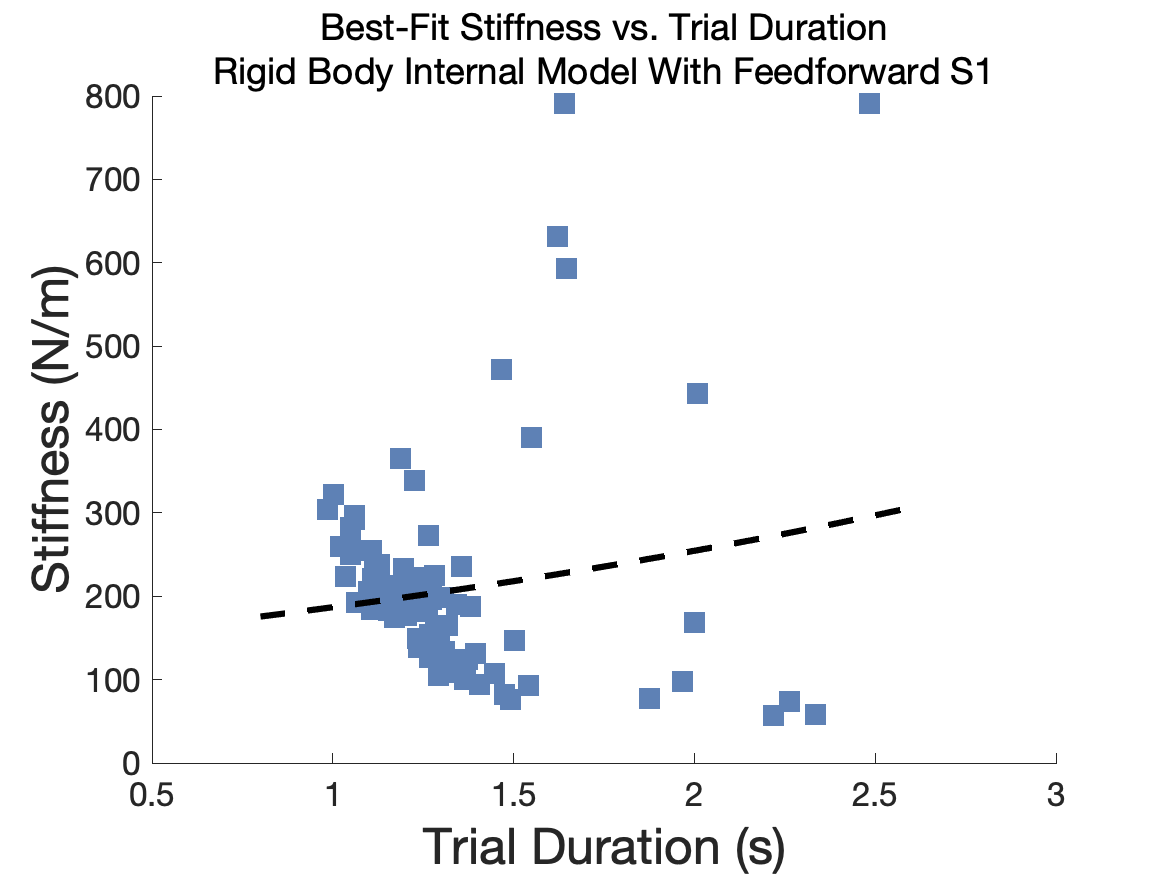 Best-Fit Stiffness vs. Trial Duration
Rigid Body Internal Model With Feedforward S1
800
700
600
500
400
300
200
100
0
Stiffness (N/m)
0.5 1 1.5 2 2.5 3
Trial Duration (s)